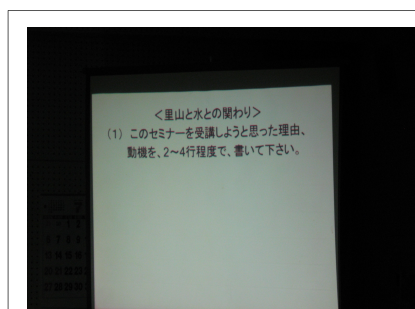 ＜里山と水との関わり＞
（1）このセミナーを受講しようと思った理由、
動機を、2～4行程度で、書いて下さい。